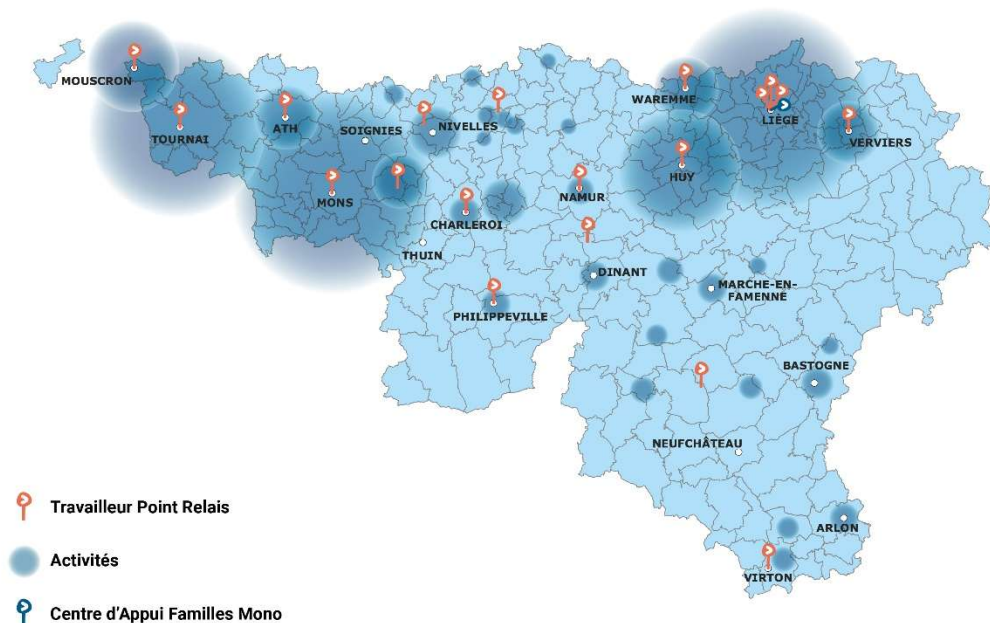 MOUSCRON
TOURNAI
ATH
SOIGNIES
NIVELLES
WAREMME
LIÈGE
VERVIERS
MONS
HUY
NAMUR
CHARLEROI
THUIN
DINANT
MARCHE-EN-
FAMENNE
PHILIPPEVILLE
BASTOGNE
NEUFCHÂTEAU
ARLON
VIRTON
Travailleur Point Relais
Activités
Centre d'Appui Familles Mono